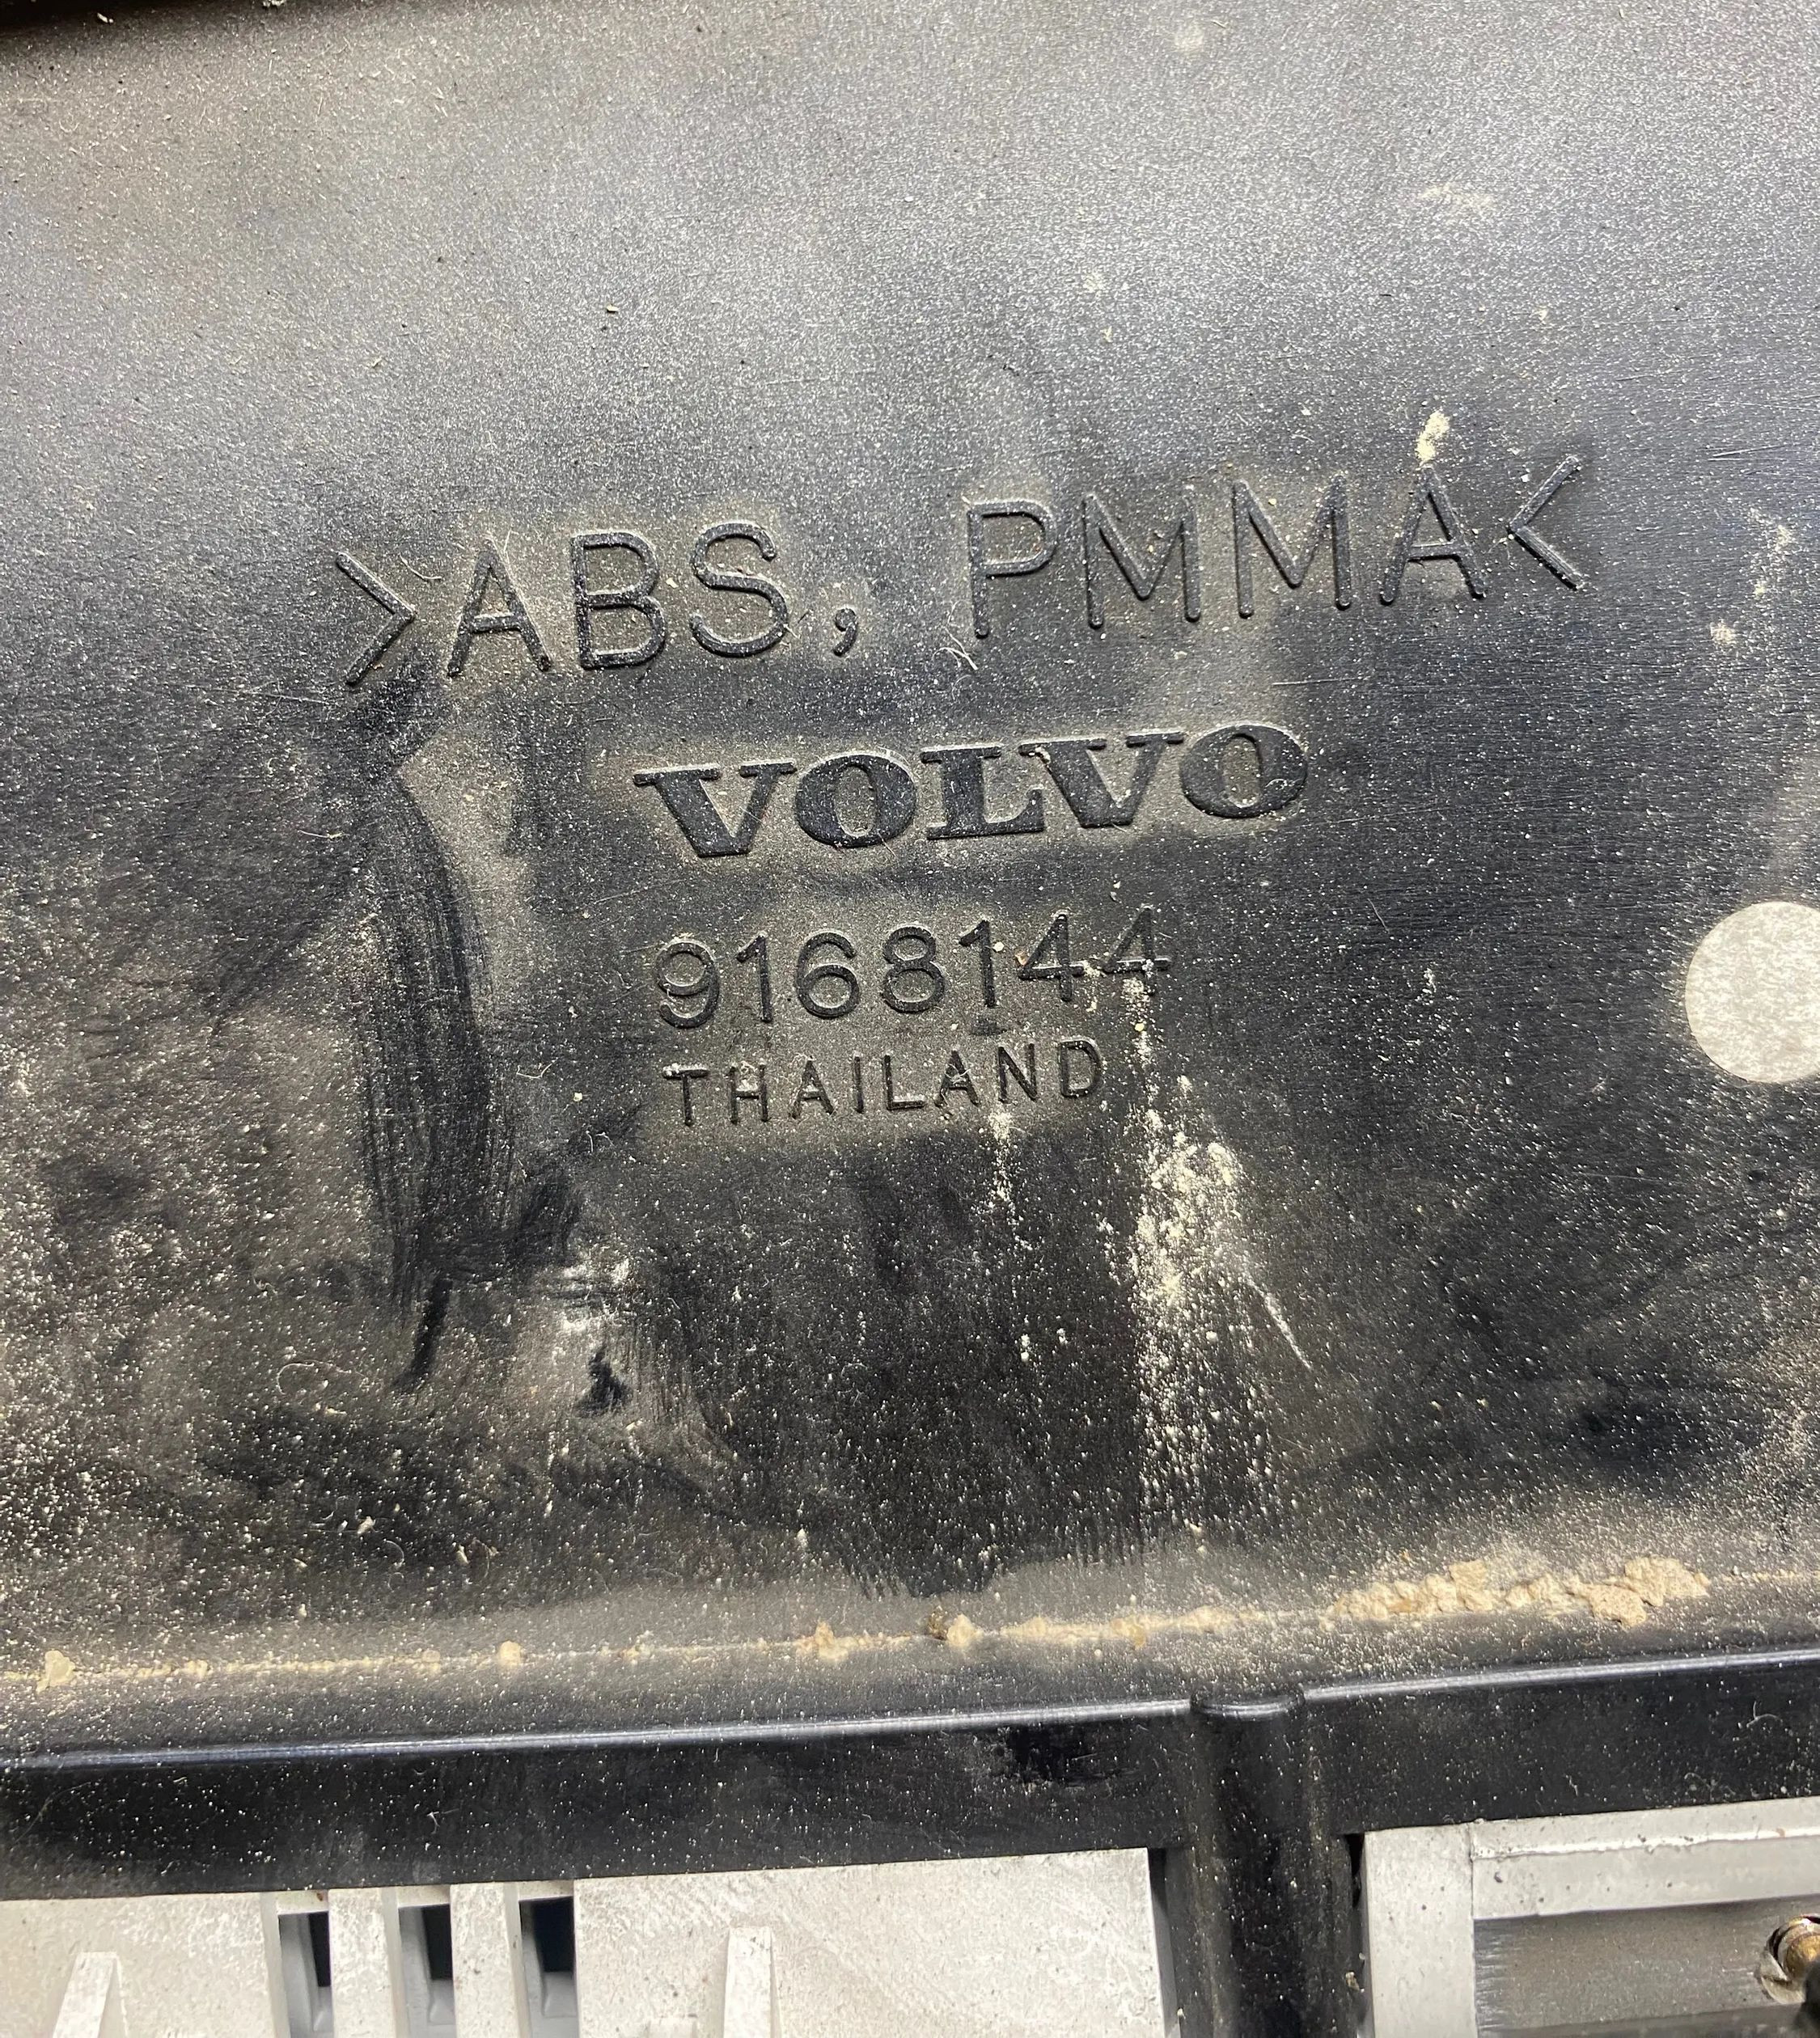 >ABS, PMMA<
VOLVO
9168144
THAILAND